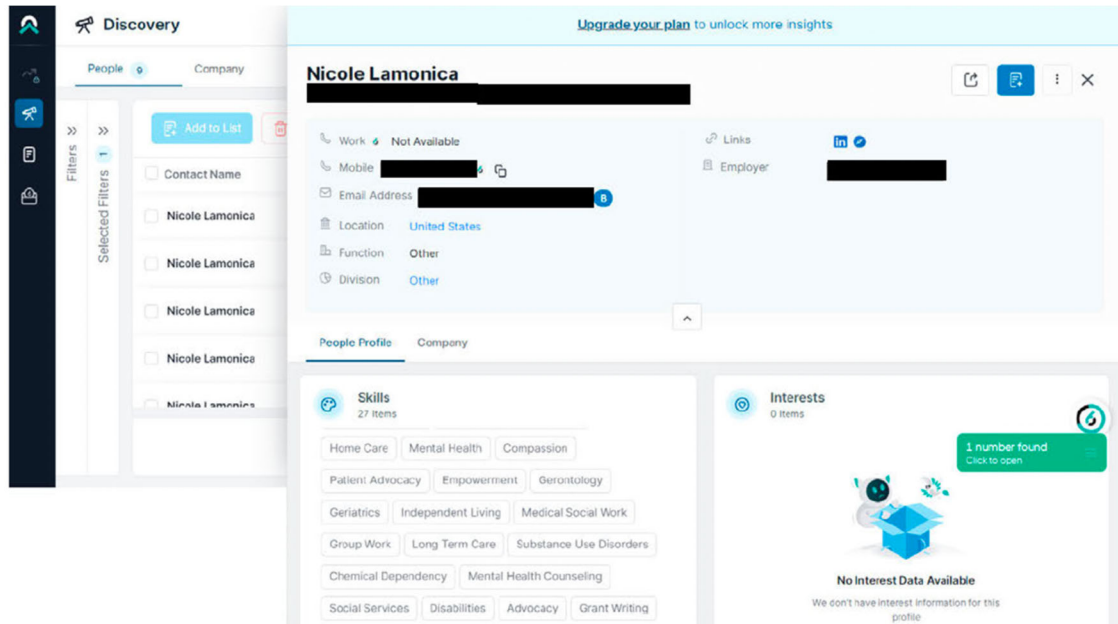 Discovery
Upgrade your plan to unlock more insights
People
Company
Nicole Lamonica
Filters
Selected Filters 1
Add to List
Contact Name
Nicole Lamonica
Nicole Lamonica
Nicole Lamonica
Nicole Lamonica
Nicole Lamonica
Work Not Available
Mobile
Email Address B
Location United States
Function Other
Division Other
Links in
Employer
People Profile Company
Skills
27 Items
Home Care Mental Health Compassion
Patient Advocacy Empowerment Gerontology
Geriatrics Independent Living Medical Social Work
Group Work Long Term Care Substance Use Disorders
Chemical Dependency Mental Health Counseling
Social Services Disabilities Advocacy Grant Writing
Interests
0 Items
1 number found
Click to open
No Interest Data Available
We don't have interest information for this
profile